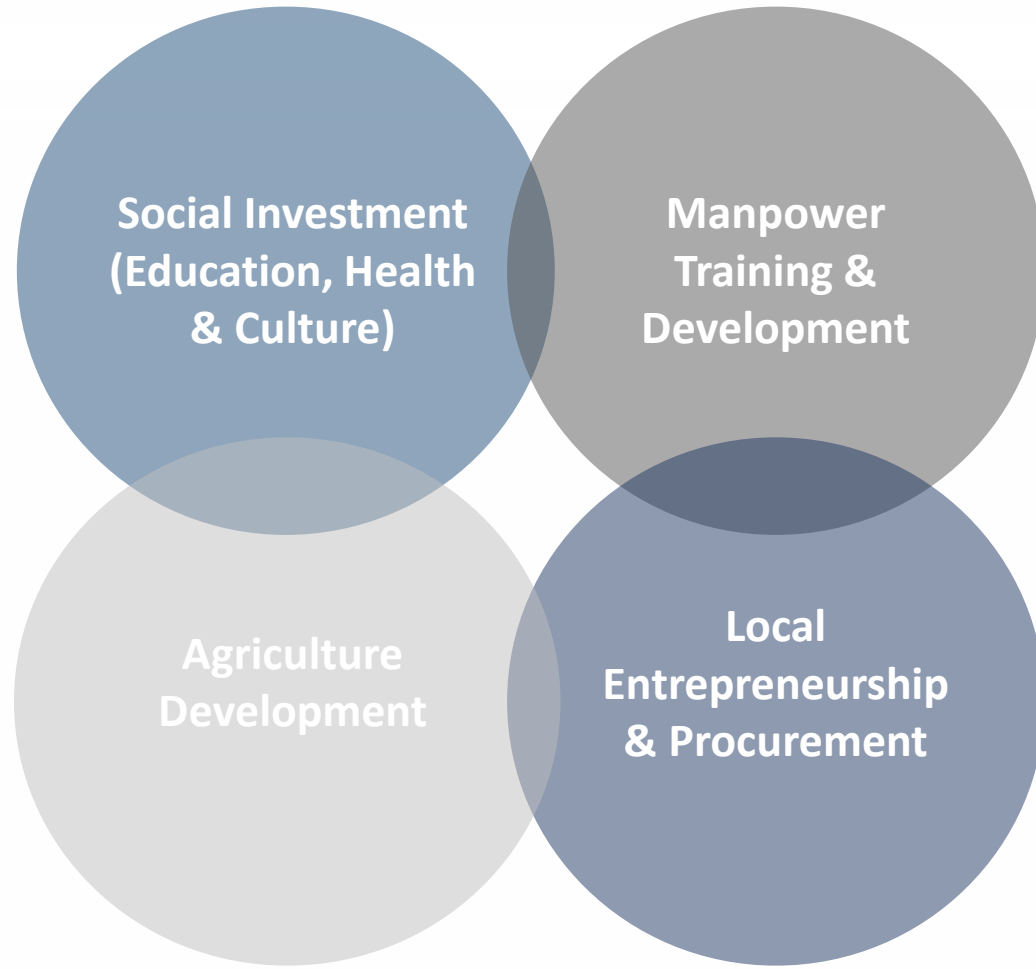 Social Investment
(Education, Health
& Culture)
Manpower
Training &
Development
Agriculture
Development
Local
Entrepreneurship
& Procurement